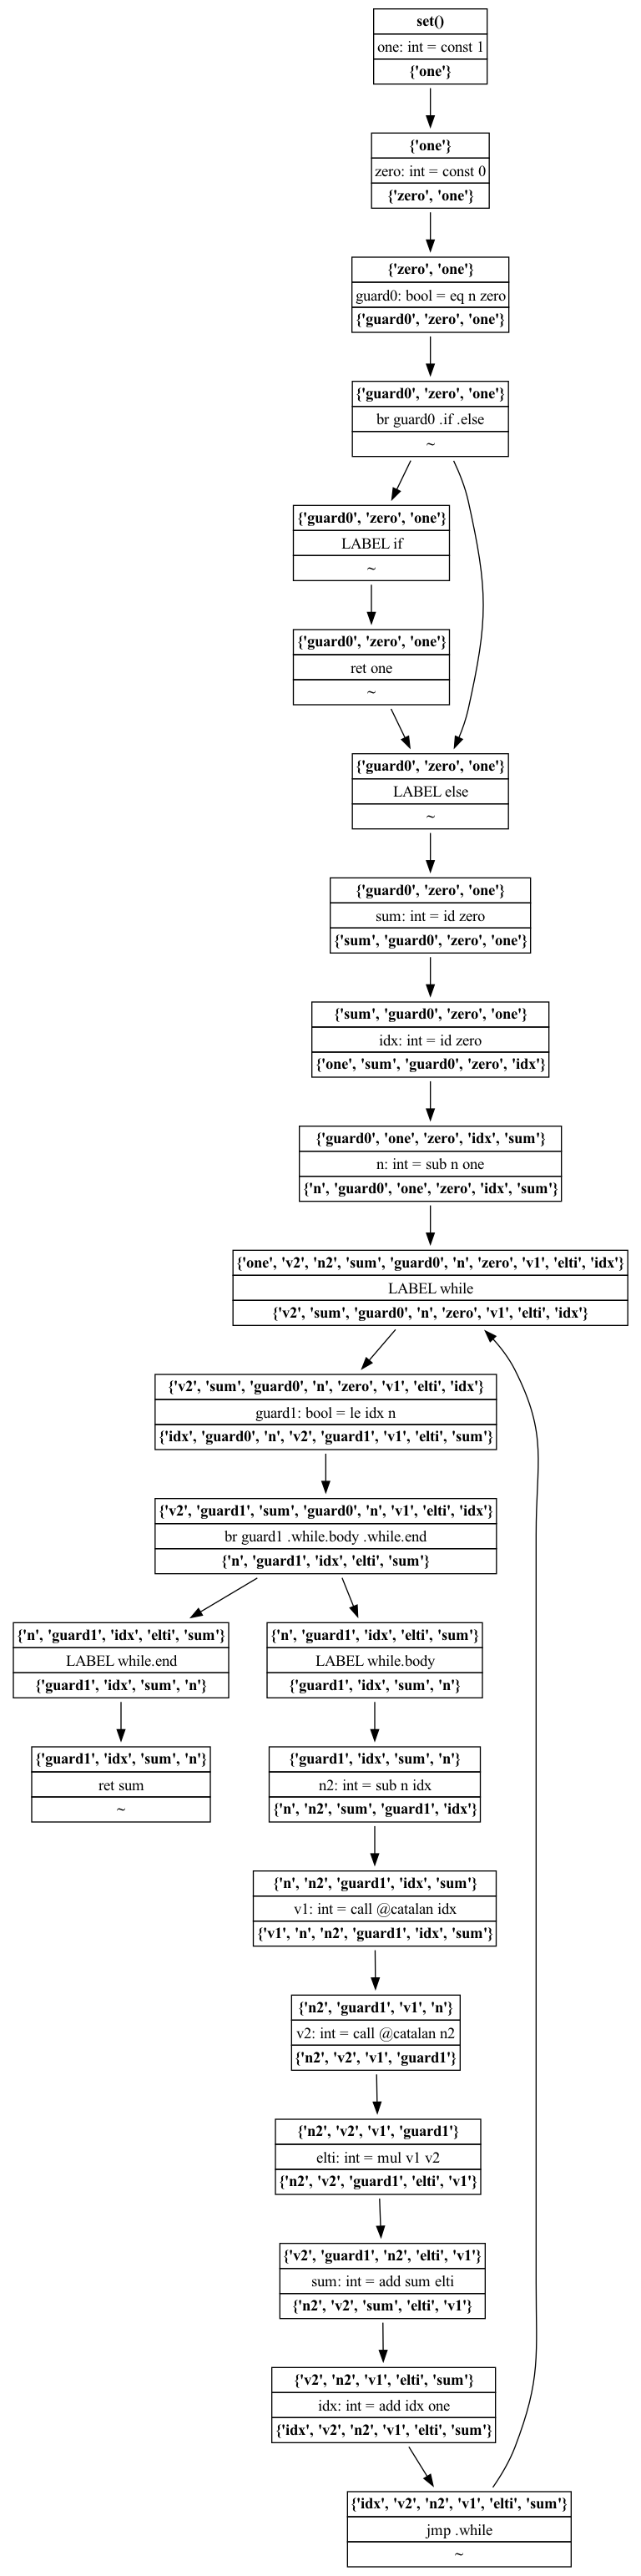 set()
one: int = const 1
{'one'}
{'one'}
zero: int = const 0
{'zero', 'one'}
{'zero', 'one'}
guard0: bool = eq n zero
{'guard0', 'zero', 'one'}
{'guard0', 'zero', 'one'}
br guard0 .if .else
~
{'guard0', 'zero', 'one'}
LABEL if
~
{'guard0', 'zero', 'one'}
ret one
~
{'guard0', 'zero', 'one'}
LABEL else
~
{'guard0', 'zero', 'one'}
sum: int = id zero
{'sum', 'guard0', 'zero', 'one'}
{'sum', 'guard0', 'zero', 'one'}
idx: int = id zero
{'one', 'sum', 'guard0', 'zero', 'idx'}
{'guard0', 'one', 'zero', 'idx', 'sum'}
n: int = sub n one
{'n', 'guard0', 'one', 'zero', 'idx', 'sum'}
{'one', 'v2', 'n2', 'sum', 'guard0', 'n', 'zero', 'v1', 'elti', 'idx'}
LABEL while
{'v2', 'sum', 'guard0', 'n', 'zero', 'v1', 'elti', 'idx'}
{'v2', 'sum', 'guard0', 'n', 'zero', 'v1', 'elti', 'idx'}
guard1: bool = le idx n
{'idx', 'guard0', 'n', 'v2', 'guard1', 'v1', 'elti', 'sum'}
{'v2', 'guard1', 'sum', 'guard0', 'n', 'v1', 'elti', 'idx'}
br guard1 .while.body .while.end
{'n', 'guard1', 'idx', 'elti', 'sum'}
{'n', 'guard1', 'idx', 'elti', 'sum'}
LABEL while.end
{'guard1', 'idx', 'sum', 'n'}
{'n', 'guard1', 'idx', 'elti', 'sum'}
LABEL while.body
{'guard1', 'idx', 'sum', 'n'}
{'guard1', 'idx', 'sum', 'n'}
ret sum
~
{'guard1', 'idx', 'sum', 'n'}
n2: int = sub n idx
{'n', 'n2', 'sum', 'guard1', 'idx'}
{'n', 'n2', 'guard1', 'idx', 'sum'}
v1: int = call @catalan idx
{'v1', 'n', 'n2', 'guard1', 'idx', 'sum'}
{'n2', 'guard1', 'v1', 'n'}
v2: int = call @catalan n2
{'n2', 'v2', 'v1', 'guard1'}
{'n2', 'v2', 'v1', 'guard1'}
elti: int = mul v1 v2
{'n2', 'v2', 'guard1', 'elti', 'v1'}
{'v2', 'guard1', 'n2', 'elti', 'v1'}
sum: int = add sum elti
{'n2', 'v2', 'sum', 'elti', 'v1'}
{'v2', 'n2', 'v1', 'elti', 'sum'}
idx: int = add idx one
{'idx', 'v2', 'n2', 'v1', 'elti', 'sum'}
{'idx', 'v2', 'n2', 'v1', 'elti', 'sum'}
jmp .while
~